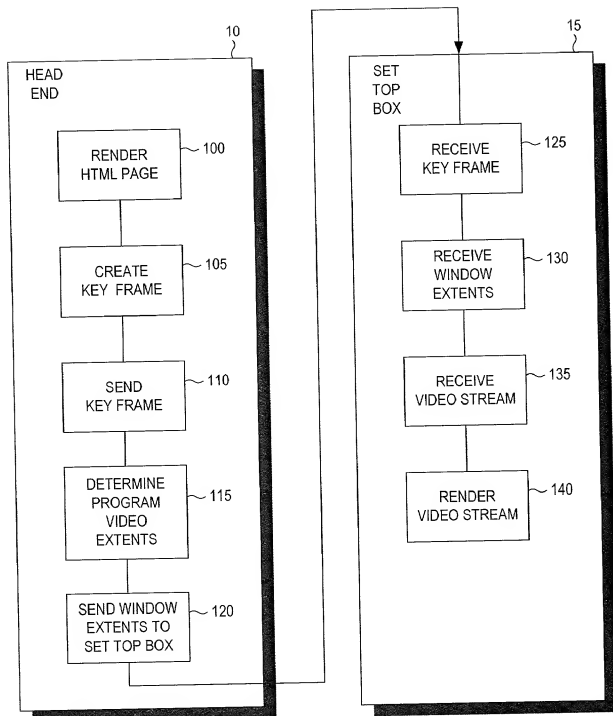 10
HEAD
END
RENDER
HTML PAGE
100
CREATE
KEY FRAME
105
SEND
KEY FRAME
110
DETERMINE
PROGRAM
VIDEO
EXTENTS
115
SEND WINDOW
EXTENTS TO
SET TOP BOX
120
15
SET
TOP
BOX
RECEIVE
KEY FRAME
125
RECEIVE
WINDOW
EXTENTS
130
RECEIVE
VIDEO STREAM
135
RENDER
VIDEO STREAM
140